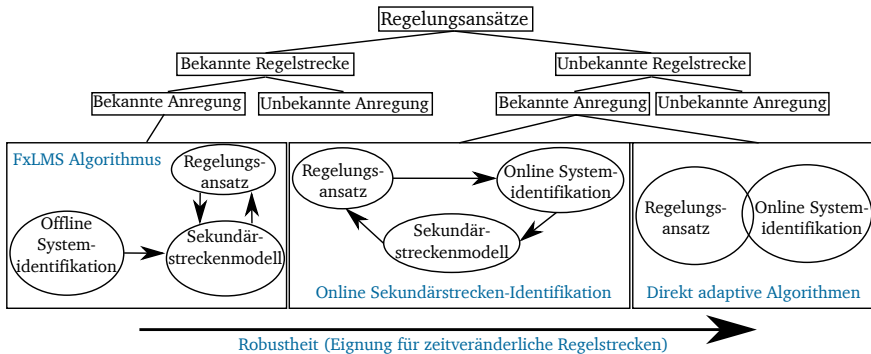 Regelungsansätze
Bekannte Regelstrecke
Unbekannte Regelstrecke
Bekannte Anregung
Unbekannte Anregung
Bekannte Anregung
Unbekannte Anregung
FxLMS Algorithmus
Regelungs-
ansatz
Offline
System-
identifikation
Sekundär-
streckenmodell
Regelungs-
ansatz
Online System-
identifikation
Sekundär-
streckenmodell
Online Sekundärstrecken-Identifikation
Regelungs-
ansatz
Online System-
identifikation
Direkt adaptive Algorithmen
Robustheit (Eignung für zeitveränderliche Regelstrecken)